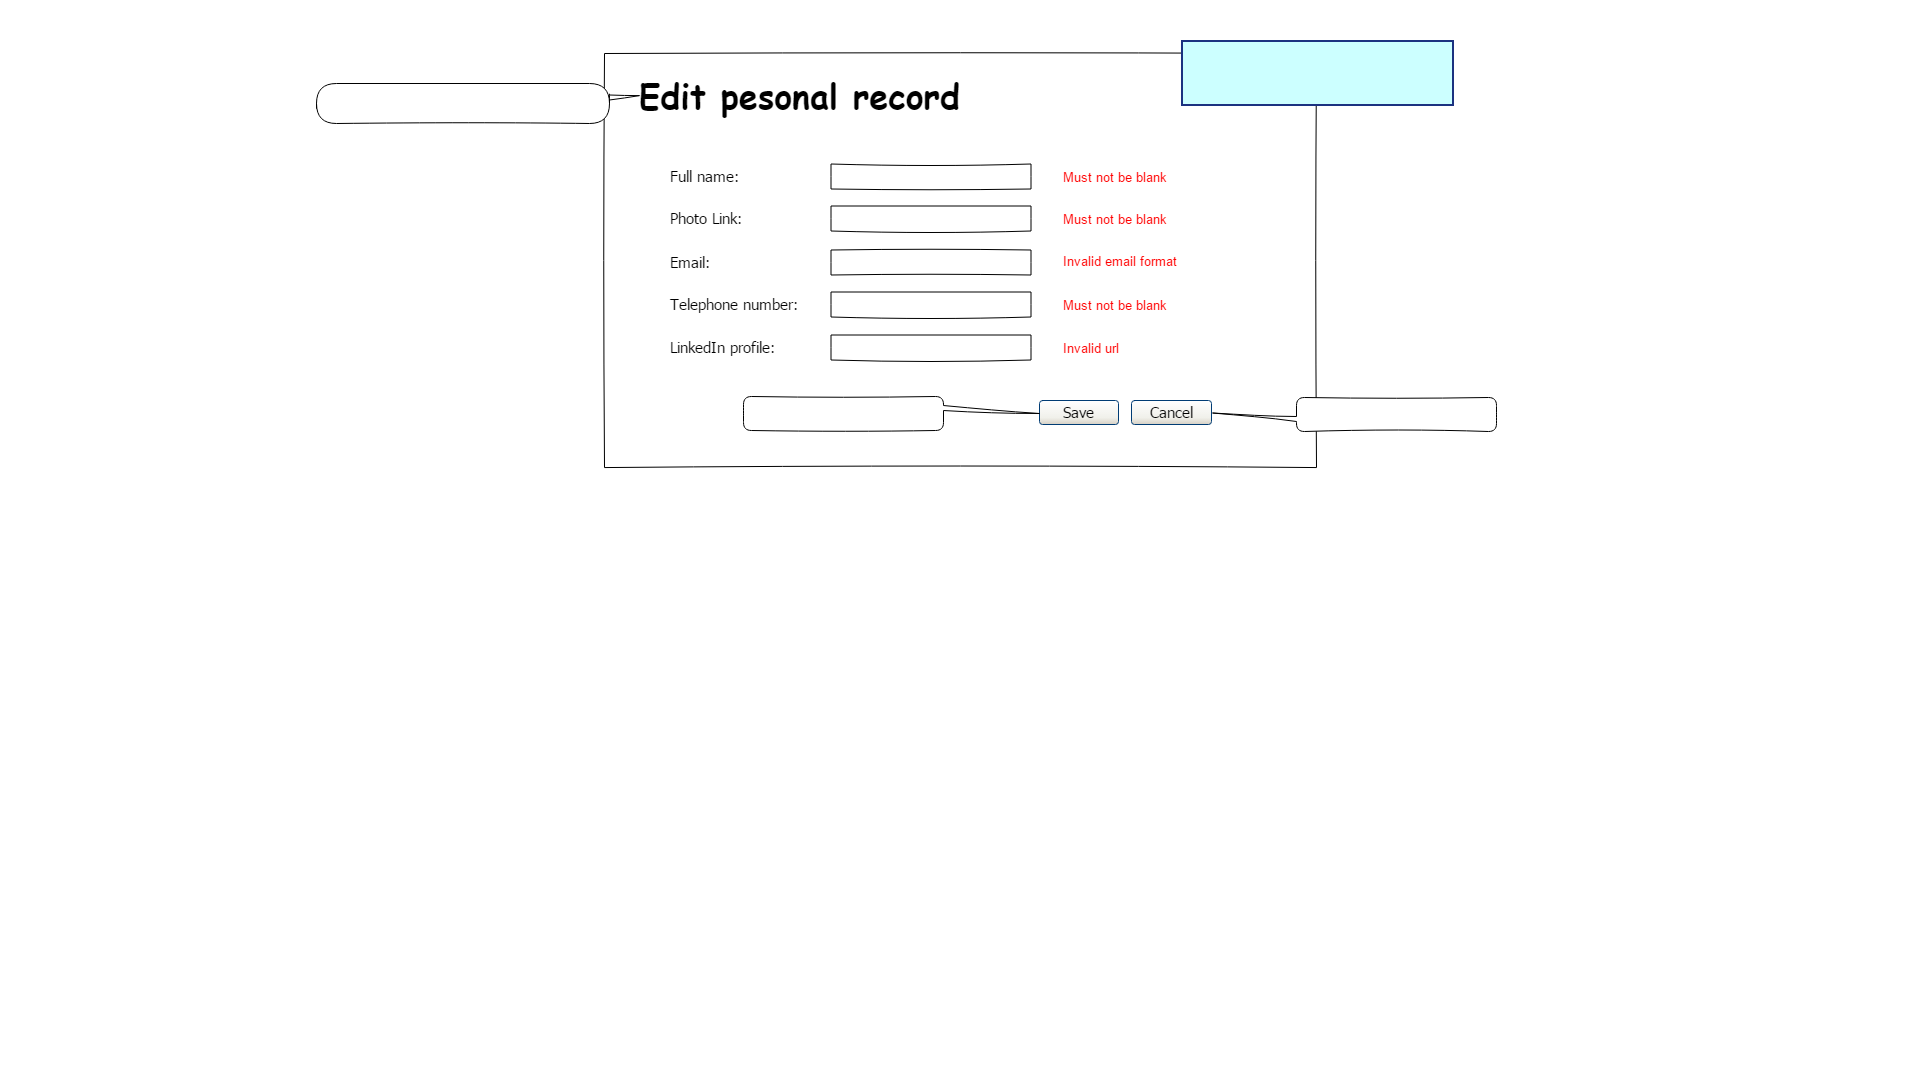 Edit pesonal record
Full name:
Must not be blank
Photo Link:
Must not be blank
Email:
Invalid email format
Telephone number:
Must not be blank
LinkedIn profile:
Invalid url
Save
Cancel